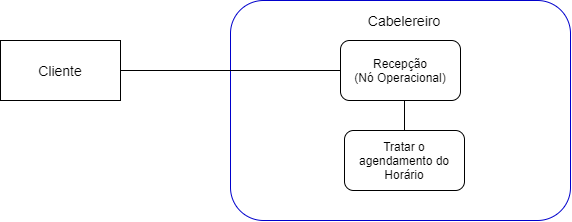 Cabelereiro
Cliente
Recepção
(Nó Operacional)
Tratar o
agendamento do
Horário